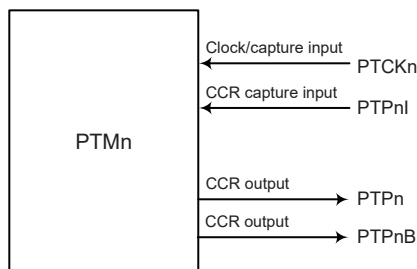 Clock/capture input
PTCKn
CCR capture input
PTPnI
PTMn
CCR output
PTPn
CCR output
PTPnB